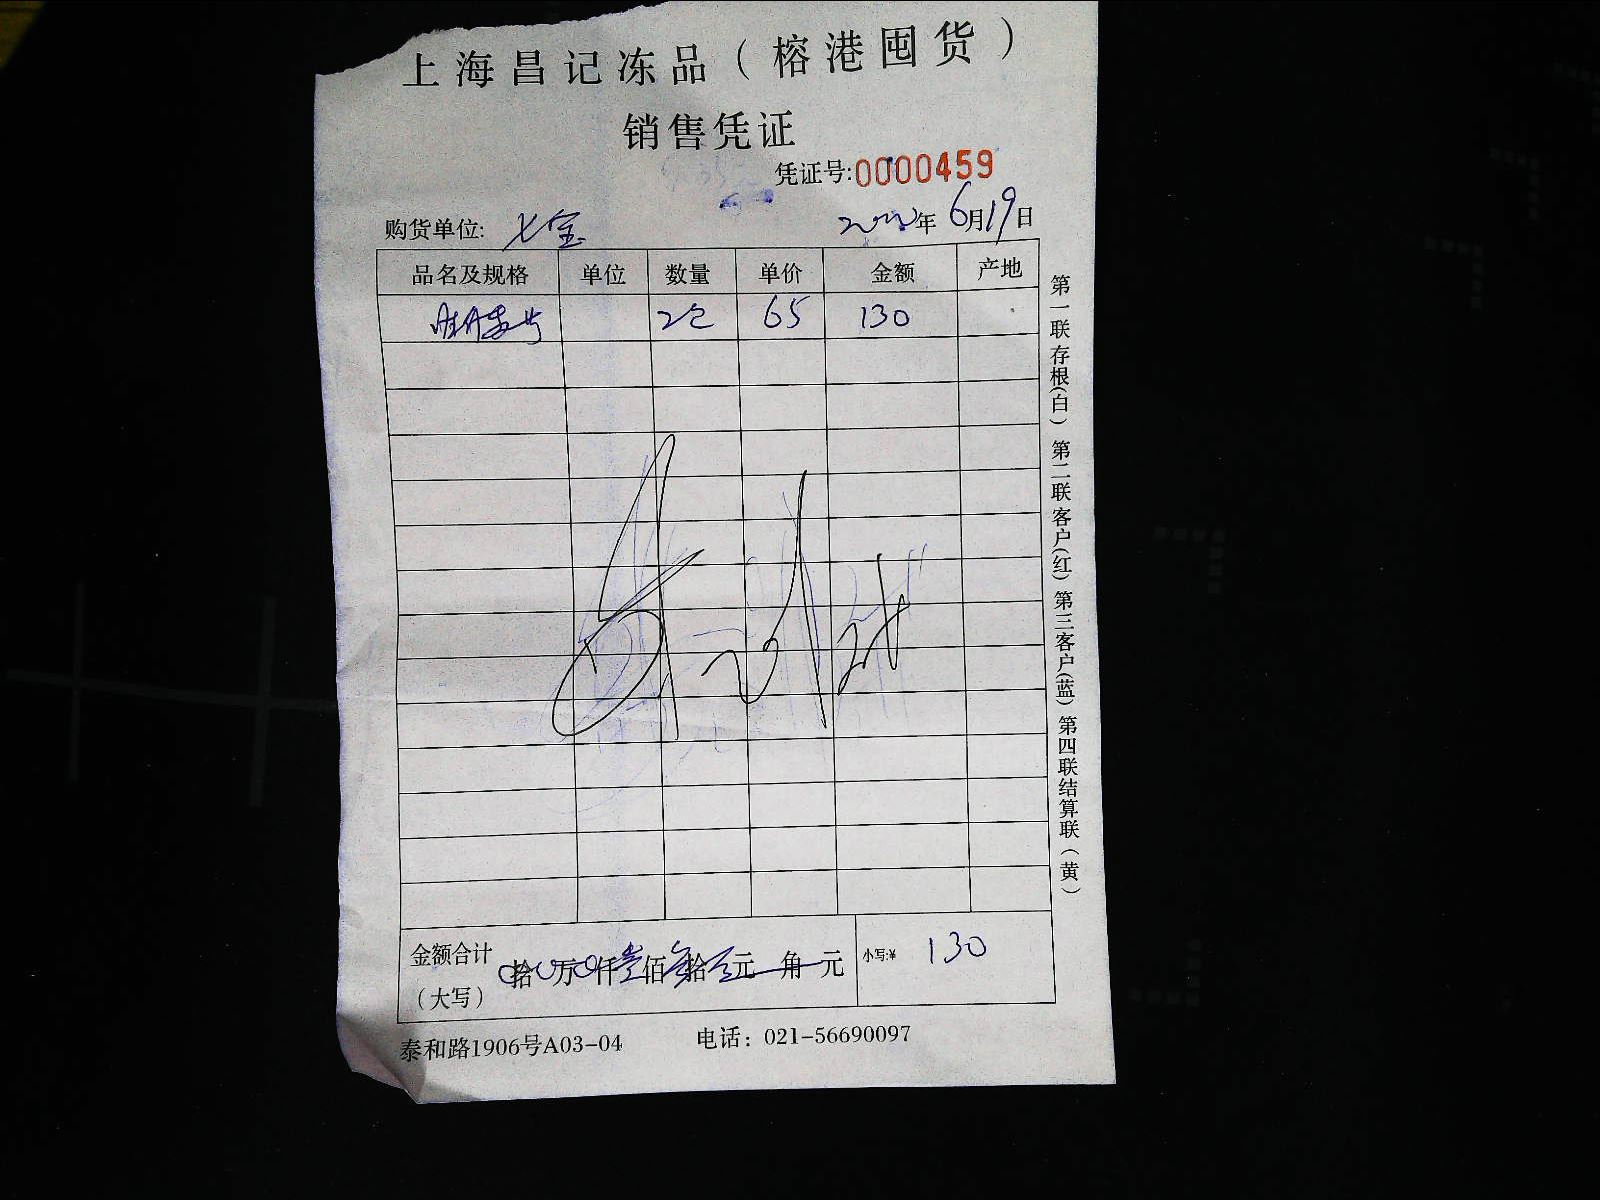 上海昌记冻品（榕港囤货）
销售凭证
凭证号:0000459
购货单位: 七宝 年 6月19日
品名及规格 单位 数量 单价 金额 产地
2包 65 130
第一联存根(白) 第二联客户(红) 第三客户(蓝) 第四联结算联(黄)
金额合计 拾 万 仟 壹 佰 拾 元 角 元 小写:¥ 130
（大写）
泰和路1906号A03-04 电话：021-56690097